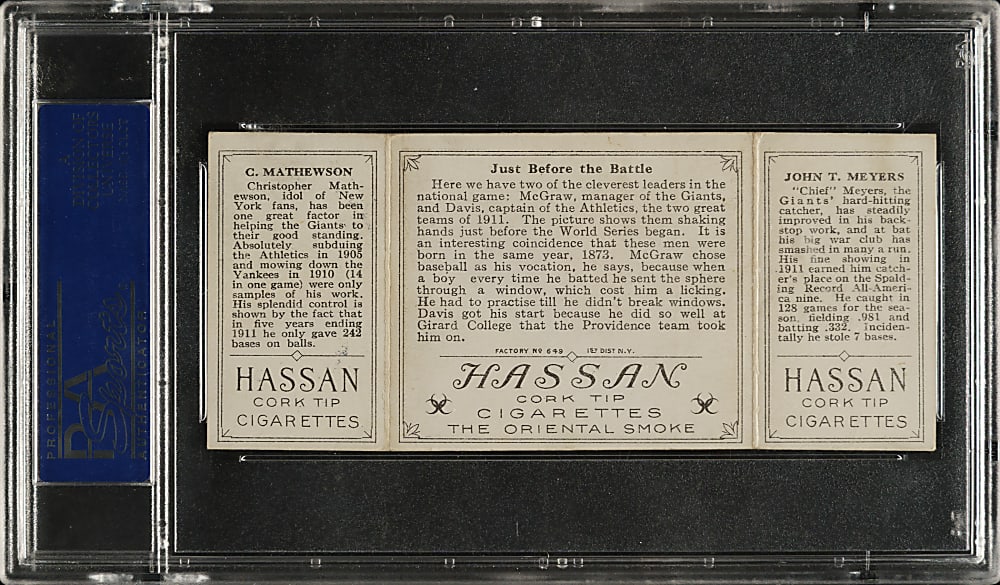 A
DIVISION OF
COLLECTORS
UNIVERSE
NASDAQ: CLCT
PROFESSIONAL
PSA
Sports
AUTHENTICATOR
C. MATHEWSON
Christopher Math-
ewson, idol of New
York fans, has been
one great factor in
helping the Giants to
their good standing.
Absolutely subduing
the Athletics in 1905
and mowing down the
Yankees in 1910 (14
in one game) were only
samples of his work.
His splendid control is
shown by the fact that
in five years ending
1911 he only gave 242
bases on balls.
HASSAN
CORK TIP
CIGARETTES
Just Before the Battle
Here we have two of the cleverest leaders in the
national game: McGraw, manager of the Giants,
and Davis, captain of the Athletics, the two great
teams of 1911. The picture shows them shaking
hands just before the World Series began. It is
an interesting coincidence that these men were
born in the same year, 1873. McGraw chose
baseball as his vocation, he says, because when
a boy every time he batted he sent the sphere
through a window, which cost him a licking.
He had to practise till he didn't break windows.
Davis got his start because he did so well at
Girard College that the Providence team took
him on.
FACTORY No 649 1ST DIST N.Y.
HASSAN
CORK TIP
CIGARETTES
THE ORIENTAL SMOKE
JOHN T. MEYERS
"Chief" Meyers, the
Giants' hard-hitting
catcher, has steadily
improved in his back-
stop work, and at bat
his big war club has
smashed in many a run.
His fine showing in
1911 earned him catch-
er's place on the Spald-
ing Record All-Ameri-
ca nine. He caught in
128 games for the sea-
son, fielding .981 and
batting .332. Inciden-
tally he stole 7 bases.
HASSAN
CORK TIP
CIGARETTES